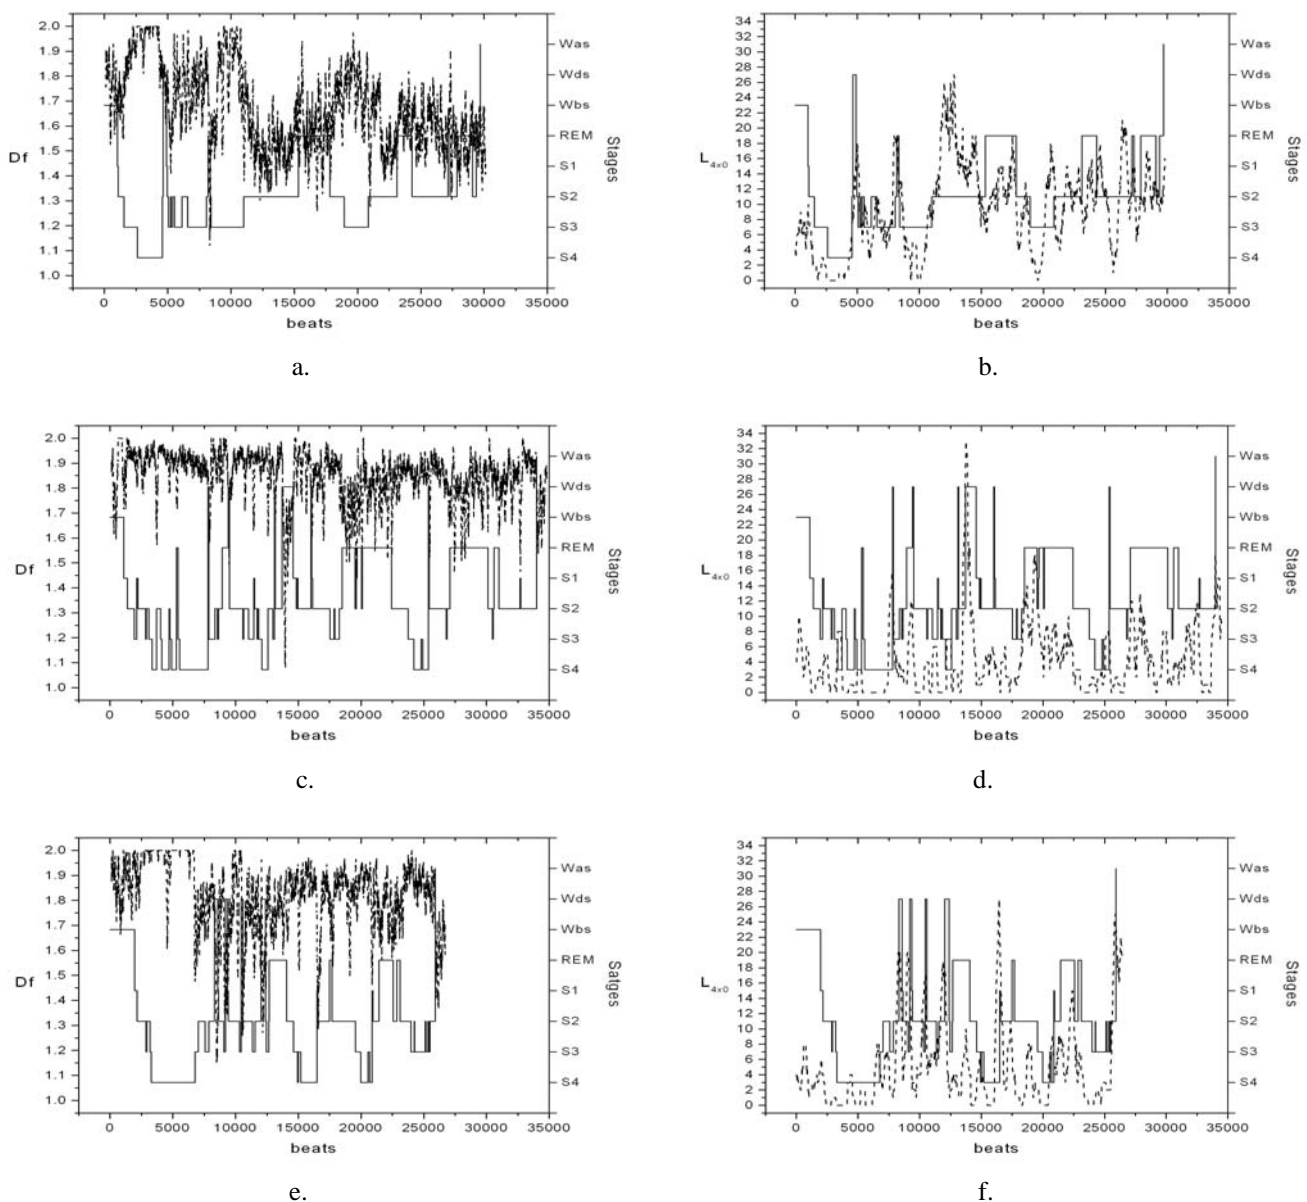 2.0
1.9
1.8
1.7
1.6
1.5
1.4
1.3
1.2
1.1
1.0
Df
0 5000 10000 15000 20000 25000 30000 35000
beats
Was
Wds
Wbs
REM
S1
S2
S3
S4
Stages
a.
34
32
30
28
26
24
22
20
18
16
14
12
10
8
6
4
2
0
L4x0
0 5000 10000 15000 20000 25000 30000 35000
beats
Was
Wds
Wbs
REM
S1
S2
S3
S4
Stages
b.
2.0
1.9
1.8
1.7
1.6
1.5
1.4
1.3
1.2
1.1
1.0
Df
0 5000 10000 15000 20000 25000 30000 35000
beats
Was
Wds
Wbs
REM
S1
S2
S3
S4
Stages
c.
34
32
30
28
26
24
22
20
18
16
14
12
10
8
6
4
2
0
L4x0
0 5000 10000 15000 20000 25000 30000 35000
beats
Was
Wds
Wbs
REM
S1
S2
S3
S4
Stages
d.
2.0
1.9
1.8
1.7
1.6
1.5
1.4
1.3
1.2
1.1
1.0
Df
0 5000 10000 15000 20000 25000 30000 35000
beats
Was
Wds
Wbs
REM
S1
S2
S3
S4
Satges
e.
34
32
30
28
26
24
22
20
18
16
14
12
10
8
6
4
2
0
L4x0
0 5000 10000 15000 20000 25000 30000 35000
beats
Was
Wds
Wbs
REM
S1
S2
S3
S4
Stages
f.